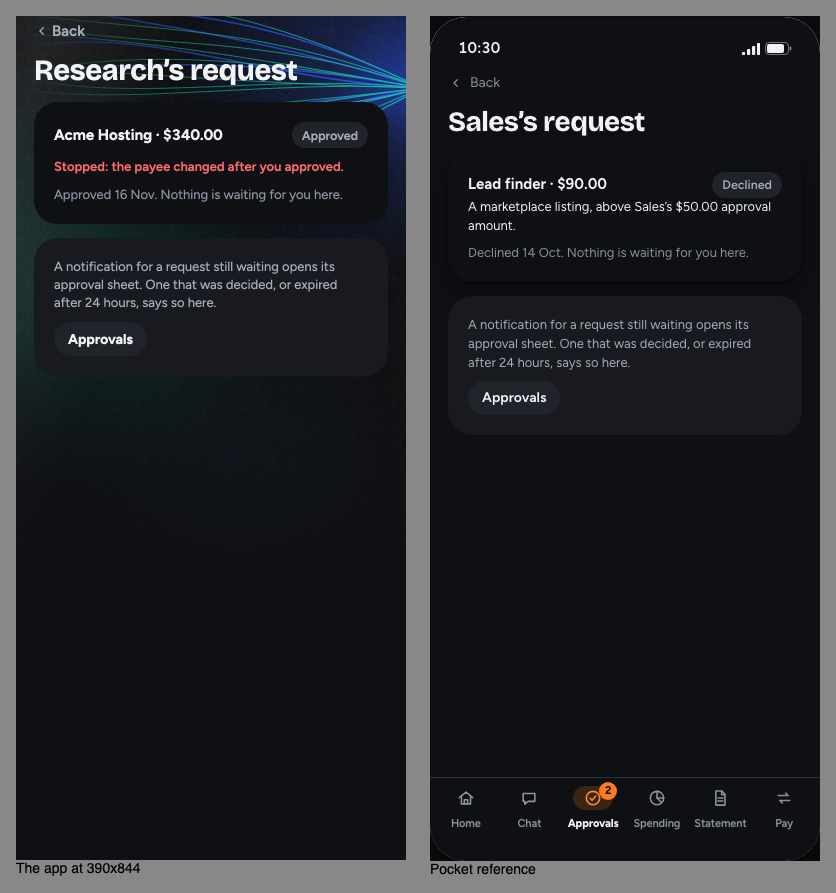 Back
Research's request
Acme Hosting · $340.00
Approved
Stopped: the payee changed after you approved.
Approved 16 Nov. Nothing is waiting for you here.
A notification for a request still waiting opens its
approval sheet. One that was decided, or expired
after 24 hours, says so here.
Approvals
The app at 390x844
10:30
Back
Sales's request
Lead finder · $90.00
Declined
A marketplace listing, above Sales's $50.00 approval
amount.
Declined 14 Oct. Nothing is waiting for you here.
A notification for a request still waiting opens its
approval sheet. One that was decided, or expired
after 24 hours, says so here.
Approvals
2
Home
Chat
Approvals
Spending
Statement
Pay
Pocket reference